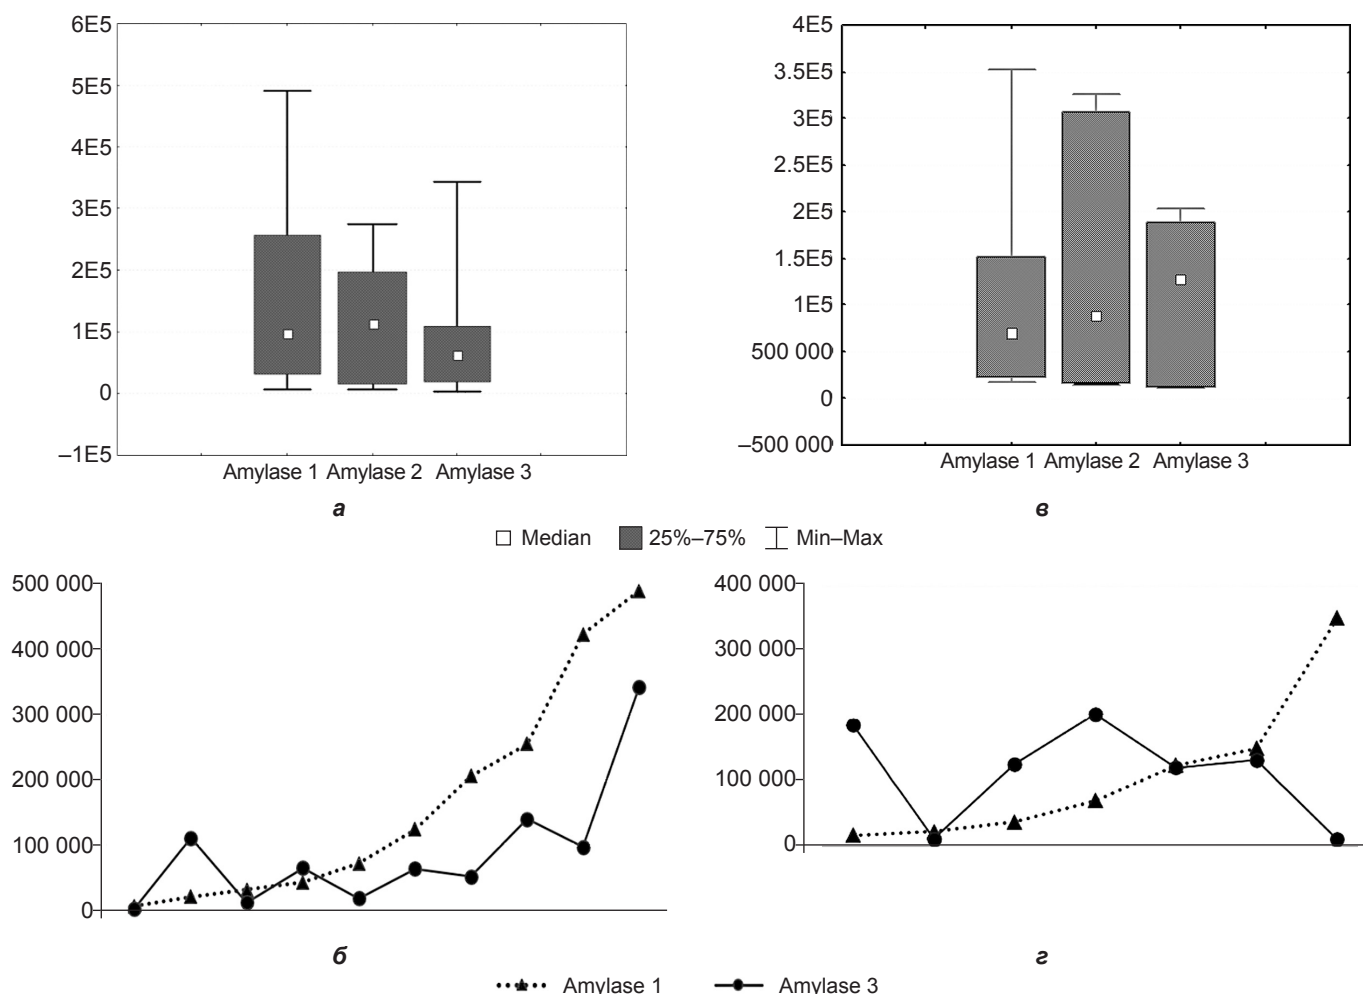 6E5
5E5
4E5
3E5
2E5
1E5
0
–1E5
Amylase 1 Amylase 2 Amylase 3
а
4E5
3.5E5
3E5
2.5E5
2E5
1.5E5
1E5
500 000
0
–500 000
Amylase 1 Amylase 2 Amylase 3
в
Median 25%–75% Min–Max
500 000
400 000
300 000
200 000
100 000
0
б
400 000
300 000
200 000
100 000
0
г
Amylase 1 Amylase 3